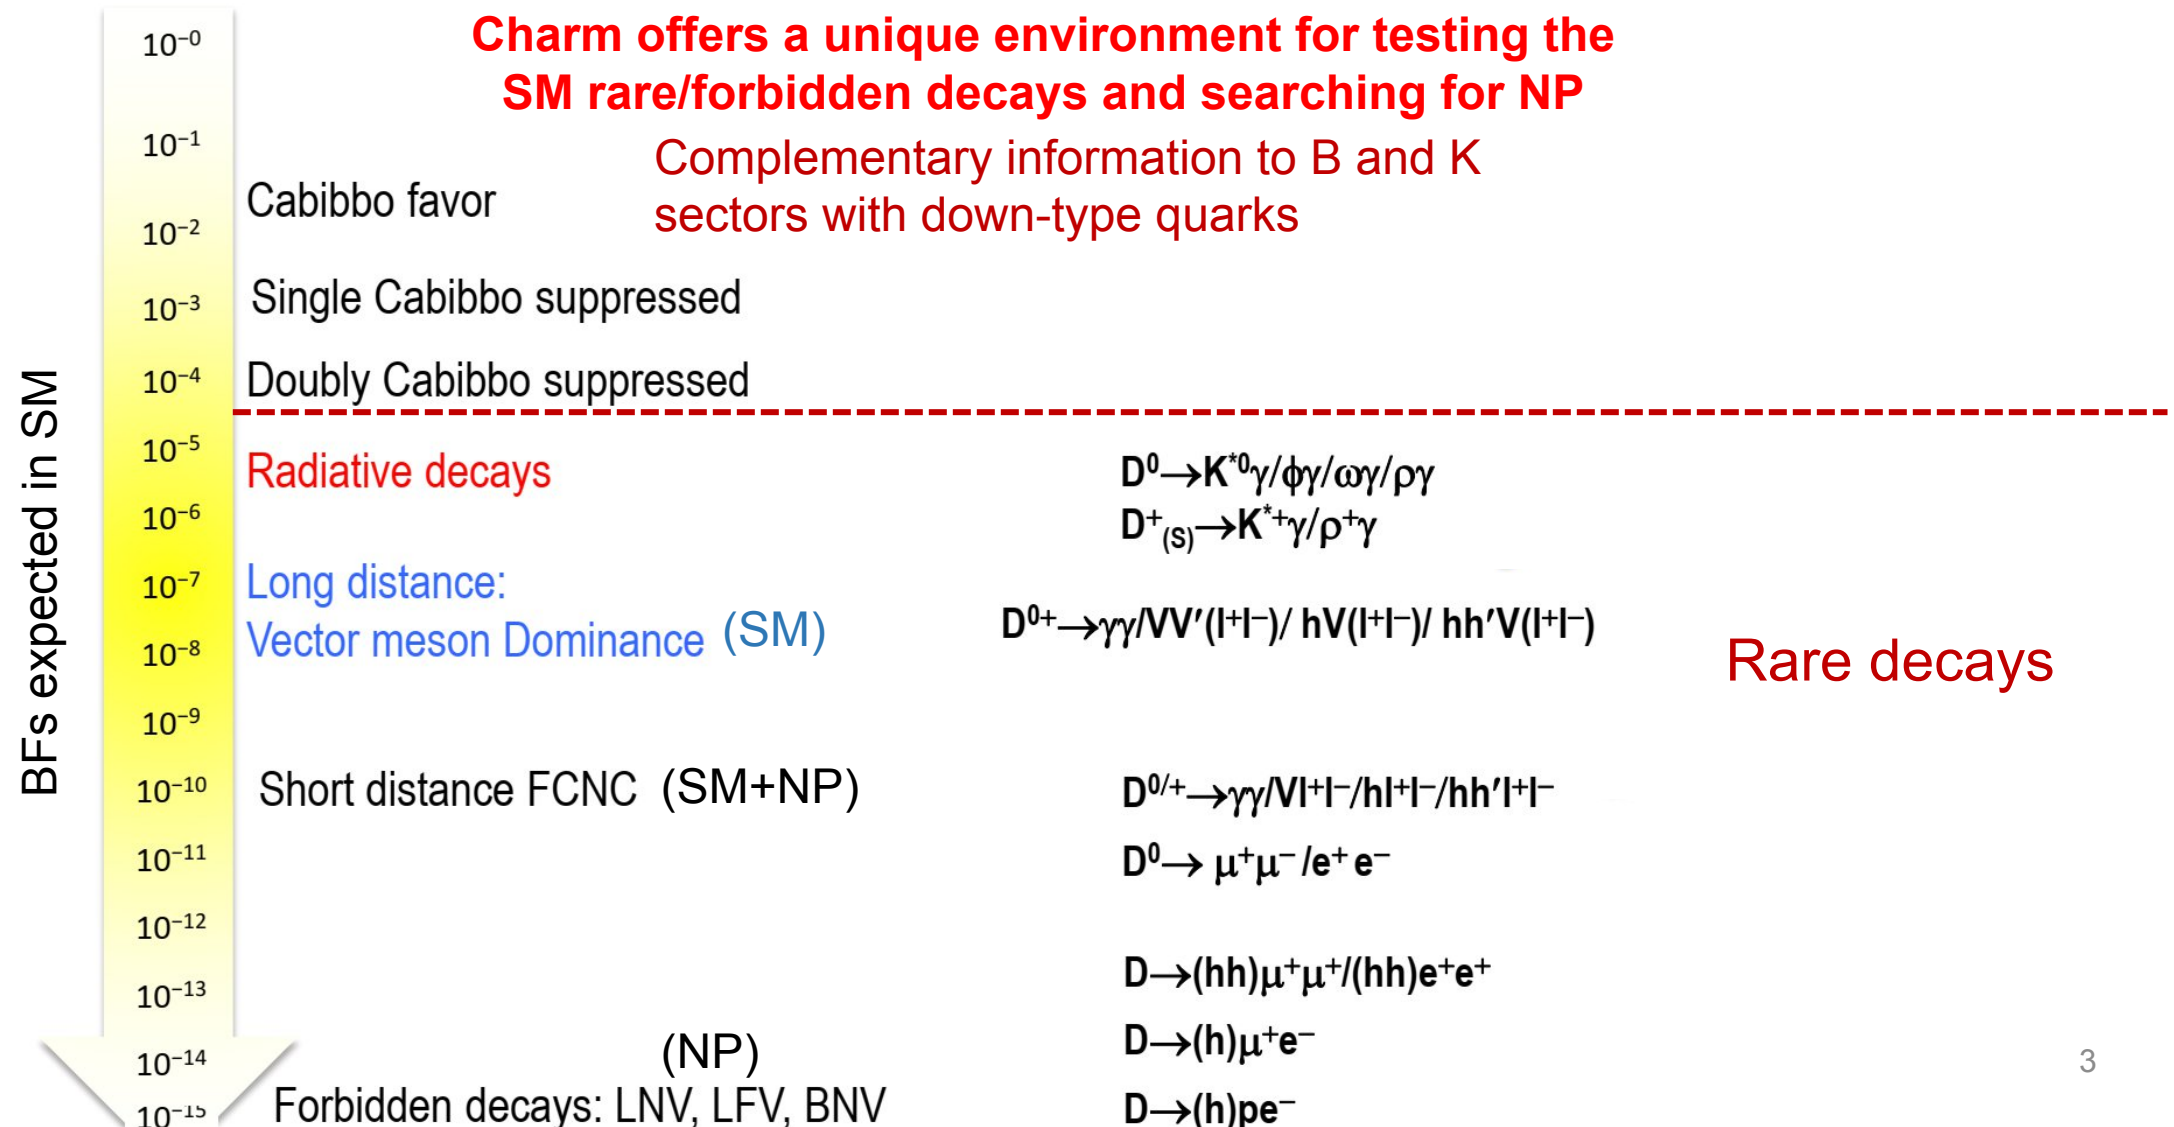 Charm offers a unique environment for testing the
SM rare/forbidden decays and searching for NP
Complementary information to B and K
sectors with down-type quarks
BFs expected in SM
10⁻⁰
10⁻¹
Cabibbo favor
10⁻²
Single Cabibbo suppressed
10⁻³
10⁻⁴ Doubly Cabibbo suppressed
10⁻⁵
Radiative decays D⁰→K*⁰γ/ϕγ/ωγ/ργ
10⁻⁶ D⁺₍S₎→K*⁺γ/ρ⁺γ
10⁻⁷ Long distance:
Vector meson Dominance (SM) D⁰⁺→γγ/VV′(l⁺l⁻)/ hV(l⁺l⁻)/ hh′V(l⁺l⁻)
10⁻⁸
Rare decays
10⁻⁹
10⁻¹⁰ Short distance FCNC (SM+NP) D⁰/⁺→γγ/Vl⁺l⁻/hl⁺l⁻/hh′l⁺l⁻
10⁻¹¹ D⁰→ μ⁺μ⁻ /e⁺ e⁻
10⁻¹²
D→(hh)μ⁺μ⁺/(hh)e⁺e⁺
10⁻¹³
(NP) D→(h)μ⁺e⁻
10⁻¹⁴
3
10⁻¹⁵ Forbidden decays: LNV, LFV, BNV D→(h)pe⁻